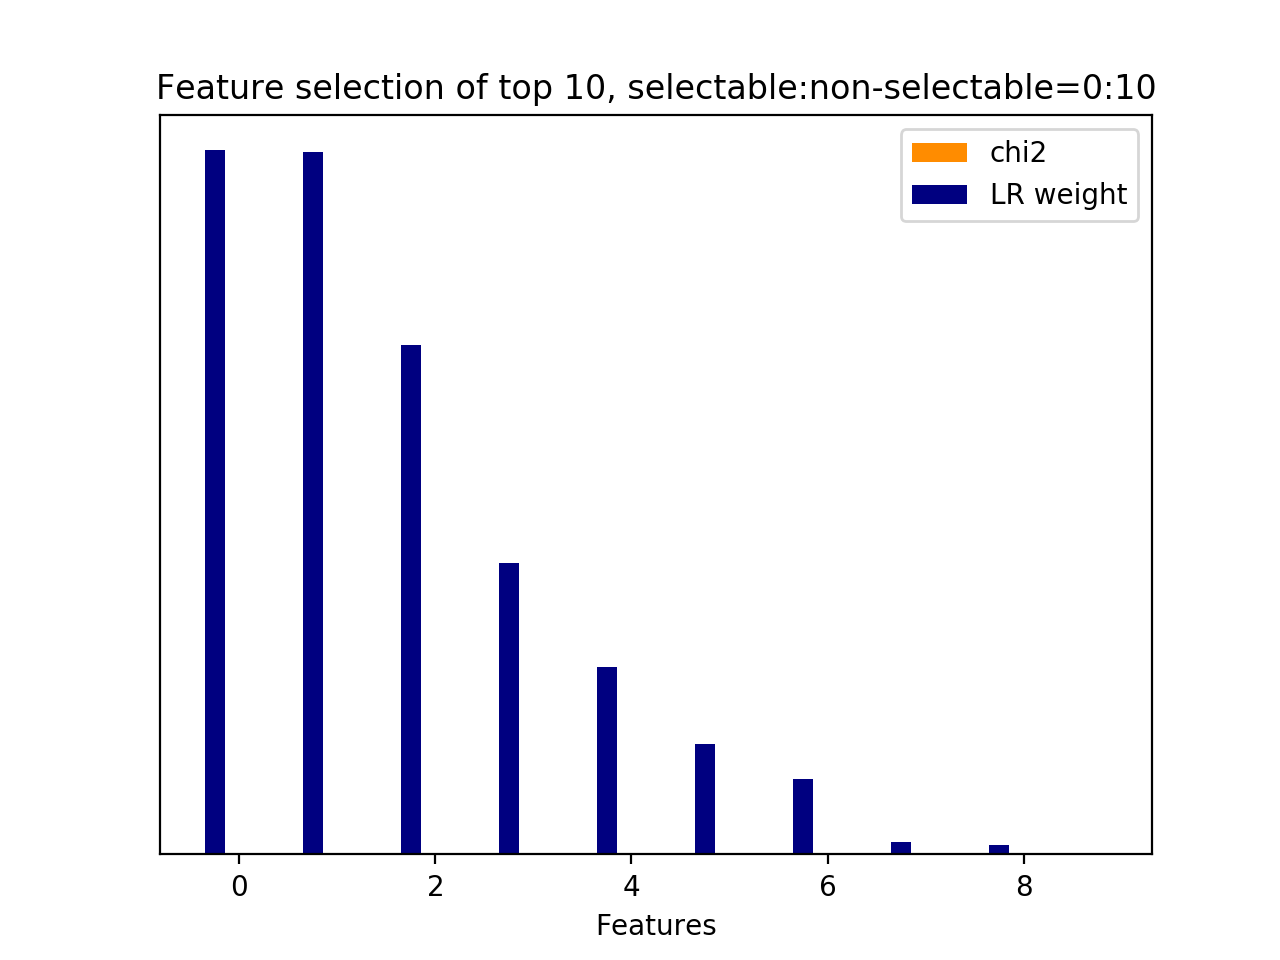 Feature selection of top 10, selectable:non-selectable=0:10
chi2
LR weight
0 2 4 6 8
Features